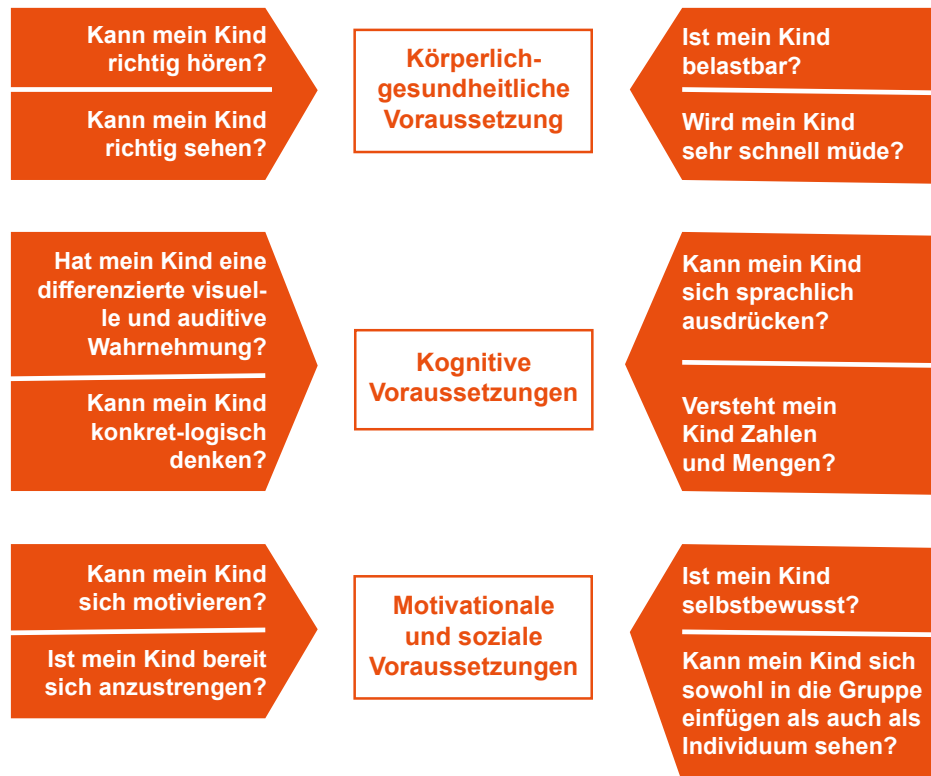 Kann mein Kind
richtig hören?
Kann mein Kind
richtig sehen?
Körperlich-
gesundheitliche
Voraussetzung
Ist mein Kind
belastbar?
Wird mein Kind
sehr schnell müde?
Hat mein Kind eine
differenzierte visuel-
le und auditive
Wahrnehmung?
Kann mein Kind
konkret-logisch
denken?
Kognitive
Voraussetzungen
Kann mein Kind
sich sprachlich
ausdrücken?
Versteht mein
Kind Zahlen
und Mengen?
Kann mein Kind
sich motivieren?
Ist mein Kind bereit
sich anzustrengen?
Motivationale
und soziale
Voraussetzungen
Ist mein Kind
selbstbewusst?
Kann mein Kind sich
sowohl in die Gruppe
einfügen als auch als
Individuum sehen?